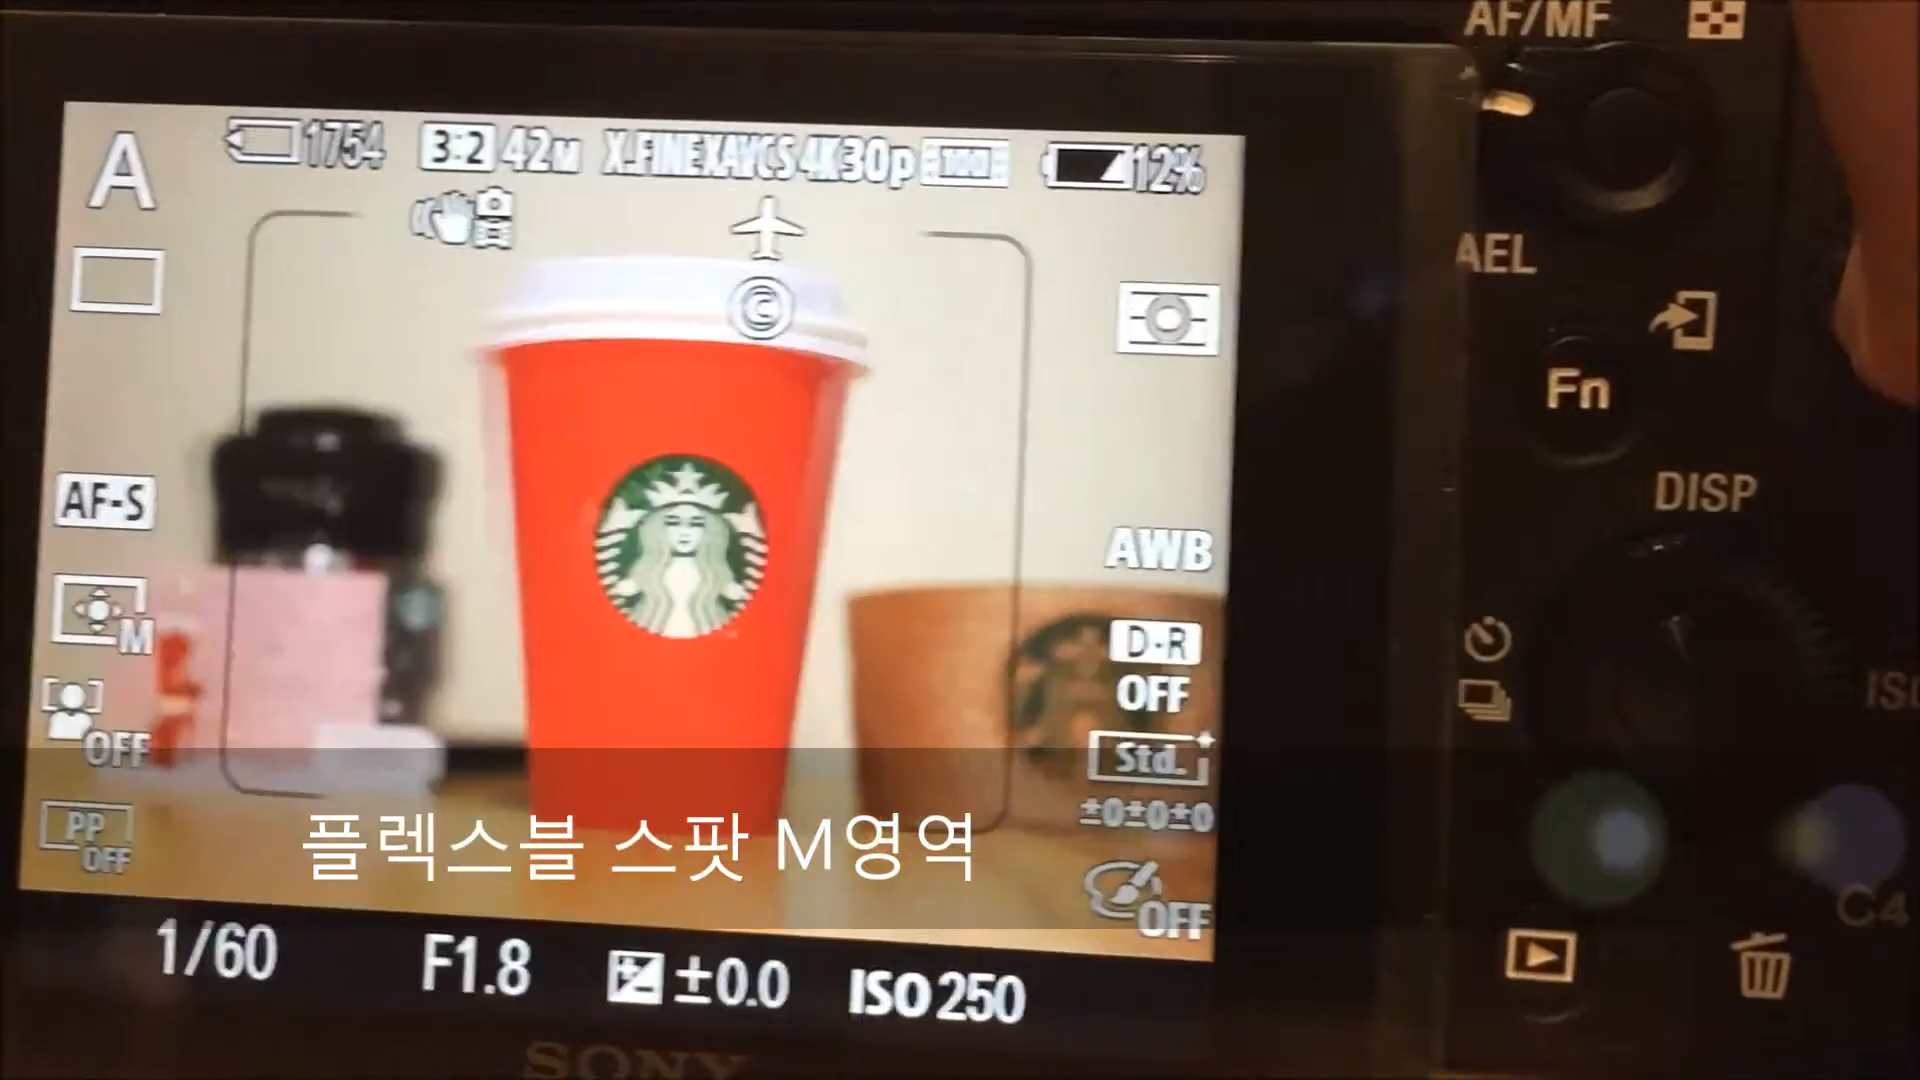 AF/MF
A
1754
3:2 42M
X.FINE XAVC S 4K 30p
100M
12%
©
AEL
Fn
DISP
AF-S
AWB
M
D-R
OFF
OFF
Std.
±0±0±0
PP
OFF
플렉스블 스팟 M영역
OFF
C4
1/60
F1.8
±0.0
ISO 250
SONY